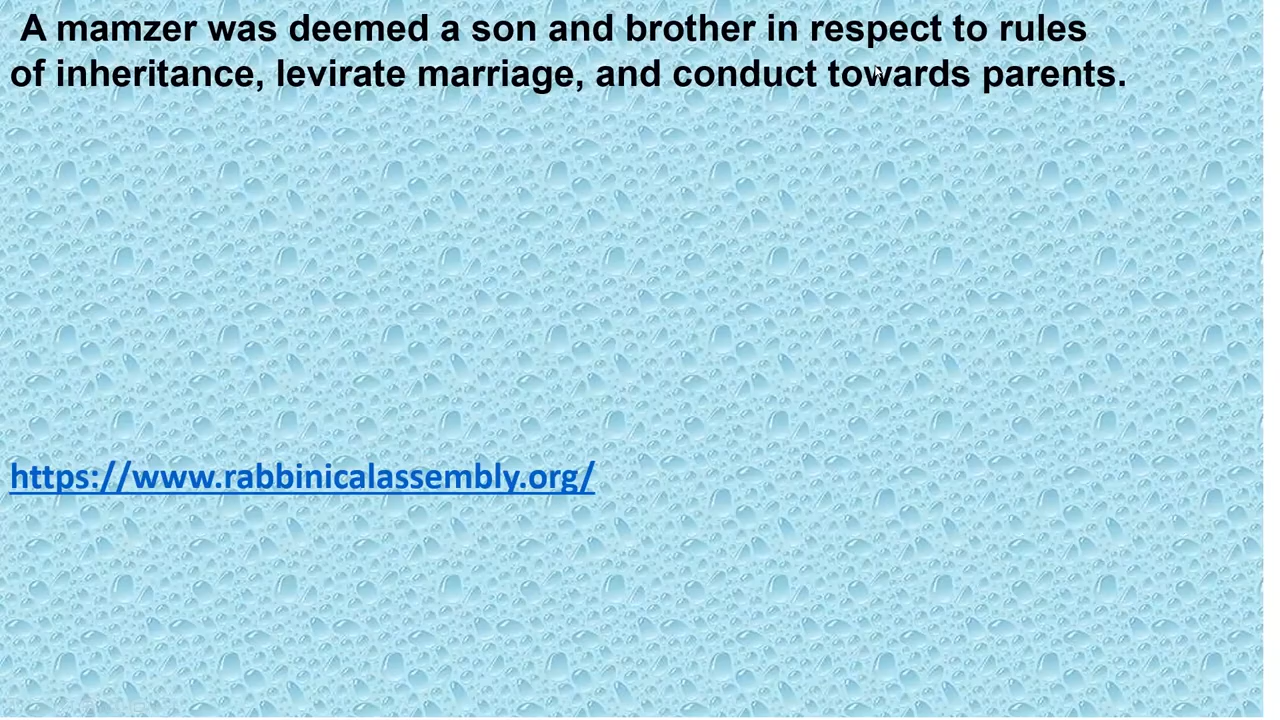 A mamzer was deemed a son and brother in respect to rules
of inheritance, levirate marriage, and conduct towards parents.
https://www.rabbinicalassembly.org/